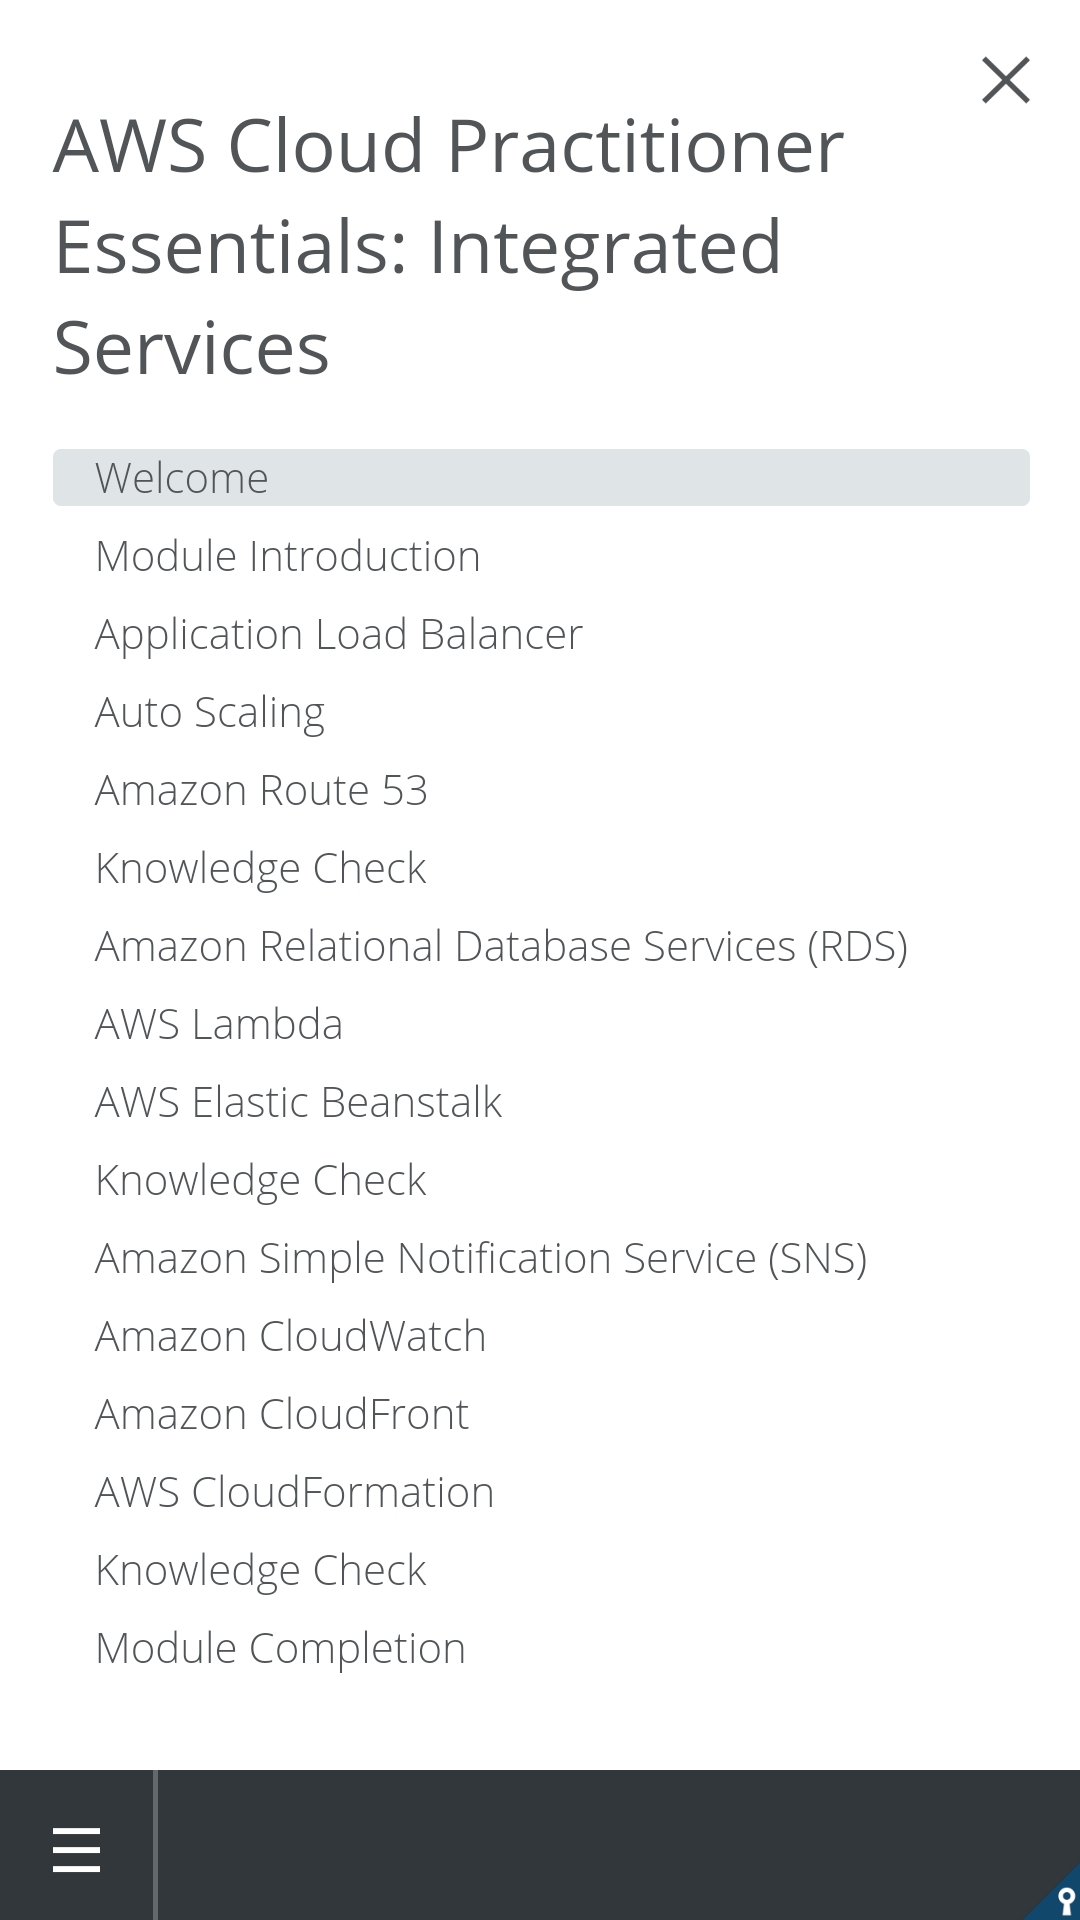 AWS Cloud Practitioner
Essentials: Integrated
Services
Welcome
Module Introduction
Application Load Balancer
Auto Scaling
Amazon Route 53
Knowledge Check
Amazon Relational Database Services (RDS)
AWS Lambda
AWS Elastic Beanstalk
Knowledge Check
Amazon Simple Notification Service (SNS)
Amazon CloudWatch
Amazon CloudFront
AWS CloudFormation
Knowledge Check
Module Completion